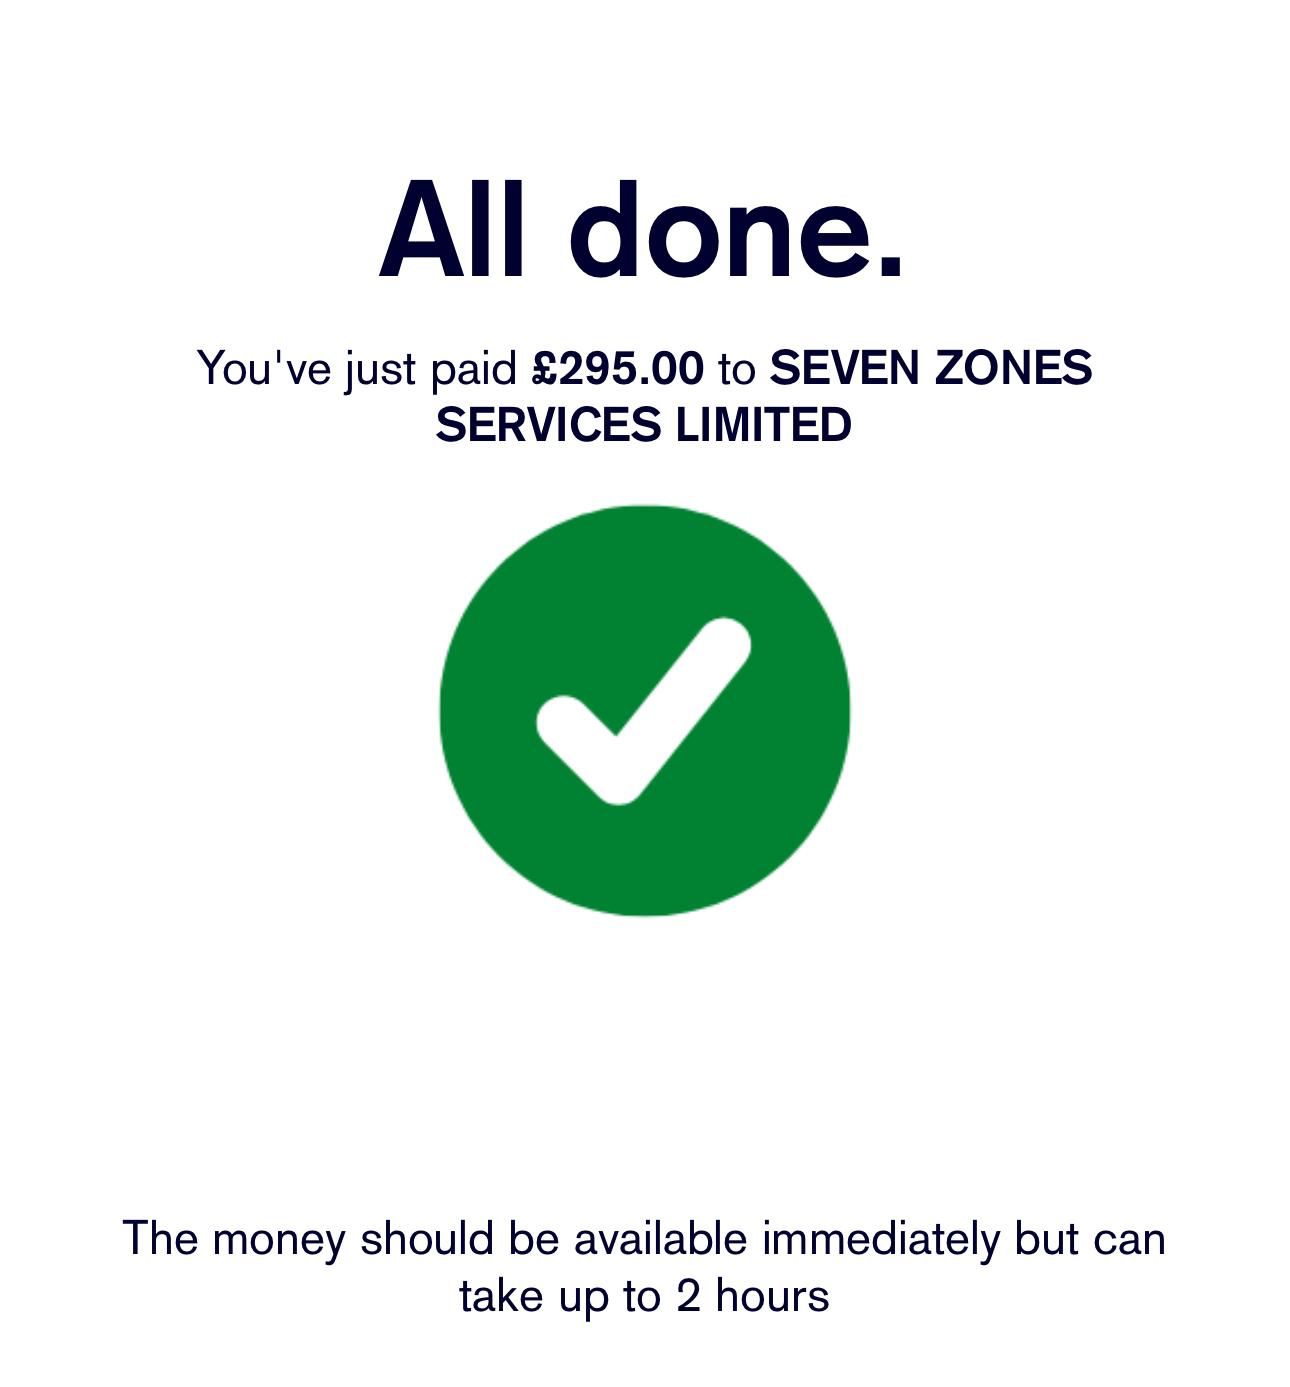 All done.
You've just paid £295.00 to SEVEN ZONES
SERVICES LIMITED
The money should be available immediately but can
take up to 2 hours